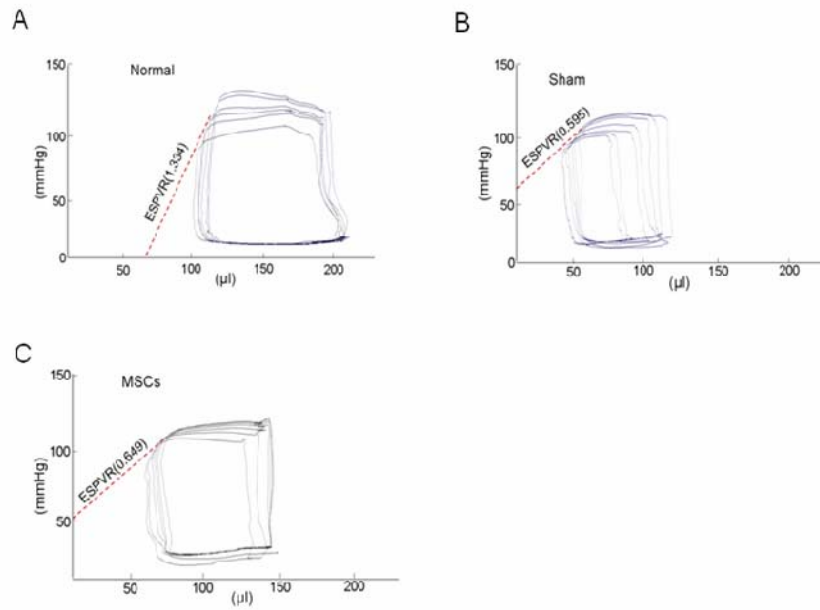 A
150
Normal
100
(mmHg)
50
0
ESPVR(1.334)
50 100 150 200
(µl)
B
150
Sham
100
(mmHg)
50
0
ESPVR(0.595)
50 100 150 200
(µl)
C
150
MSCs
100
(mmHg)
50
ESPVR(0.649)
50 100 150 200
(µl)